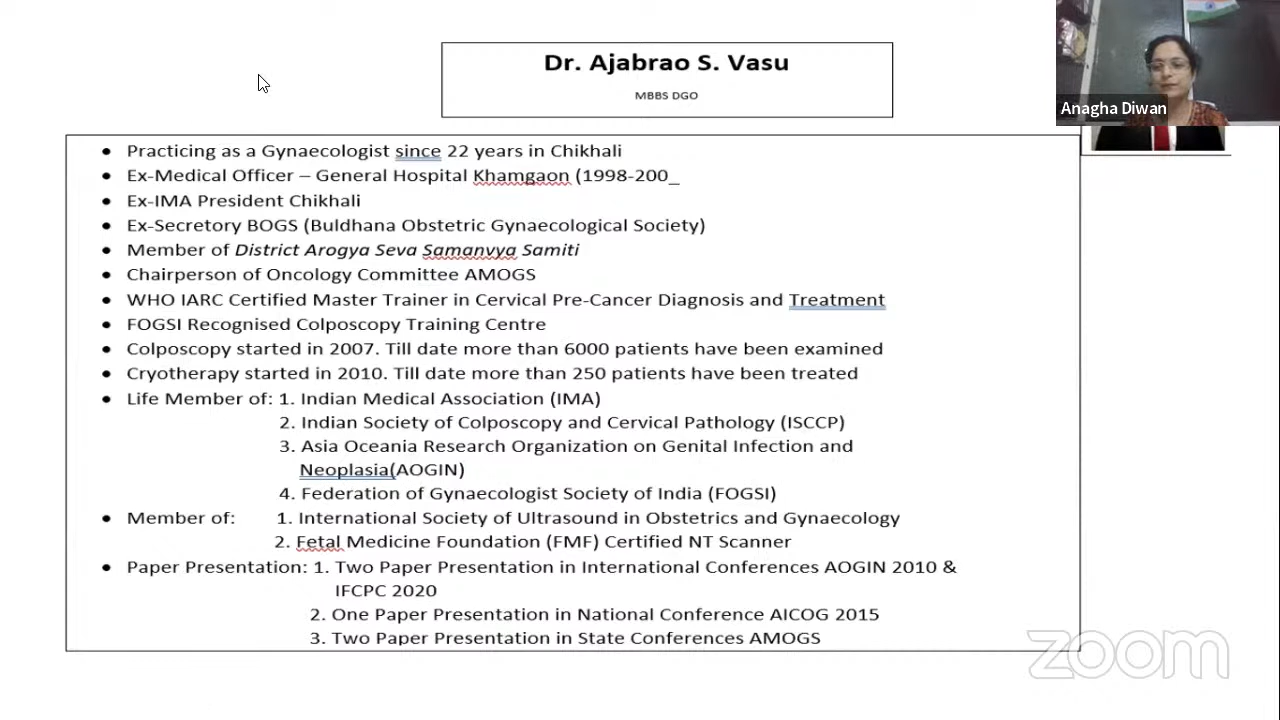 Dr. Ajabrao S. Vasu
MBBS DGO
Anagha Diwan
• Practicing as a Gynaecologist since 22 years in Chikhali
• Ex-Medical Officer – General Hospital Khamgaon (1998-200_
• Ex-IMA President Chikhali
• Ex-Secretary BOGS (Buldhana Obstetric Gynaecological Society)
• Member of District Arogya Seva Samanvya Samiti
• Chairperson of Oncology Committee AMOGS
• WHO IARC Certified Master Trainer in Cervical Pre-Cancer Diagnosis and Treatment
• FOGSI Recognised Colposcopy Training Centre
• Colposcopy started in 2007. Till date more than 6000 patients have been examined
• Cryotherapy started in 2010. Till date more than 250 patients have been treated
• Life Member of: 1. Indian Medical Association (IMA)
2. Indian Society of Colposcopy and Cervical Pathology (ISCCP)
3. Asia Oceania Research Organization on Genital Infection and
Neoplasia(AOGIN)
4. Federation of Gynaecologist Society of India (FOGSI)
• Member of: 1. International Society of Ultrasound in Obstetrics and Gynaecology
2. Fetal Medicine Foundation (FMF) Certified NT Scanner
• Paper Presentation: 1. Two Paper Presentation in International Conferences AOGIN 2010 &
IFCPC 2020
2. One Paper Presentation in National Conference AICOG 2015
3. Two Paper Presentation in State Conferences AMOGS
zoom